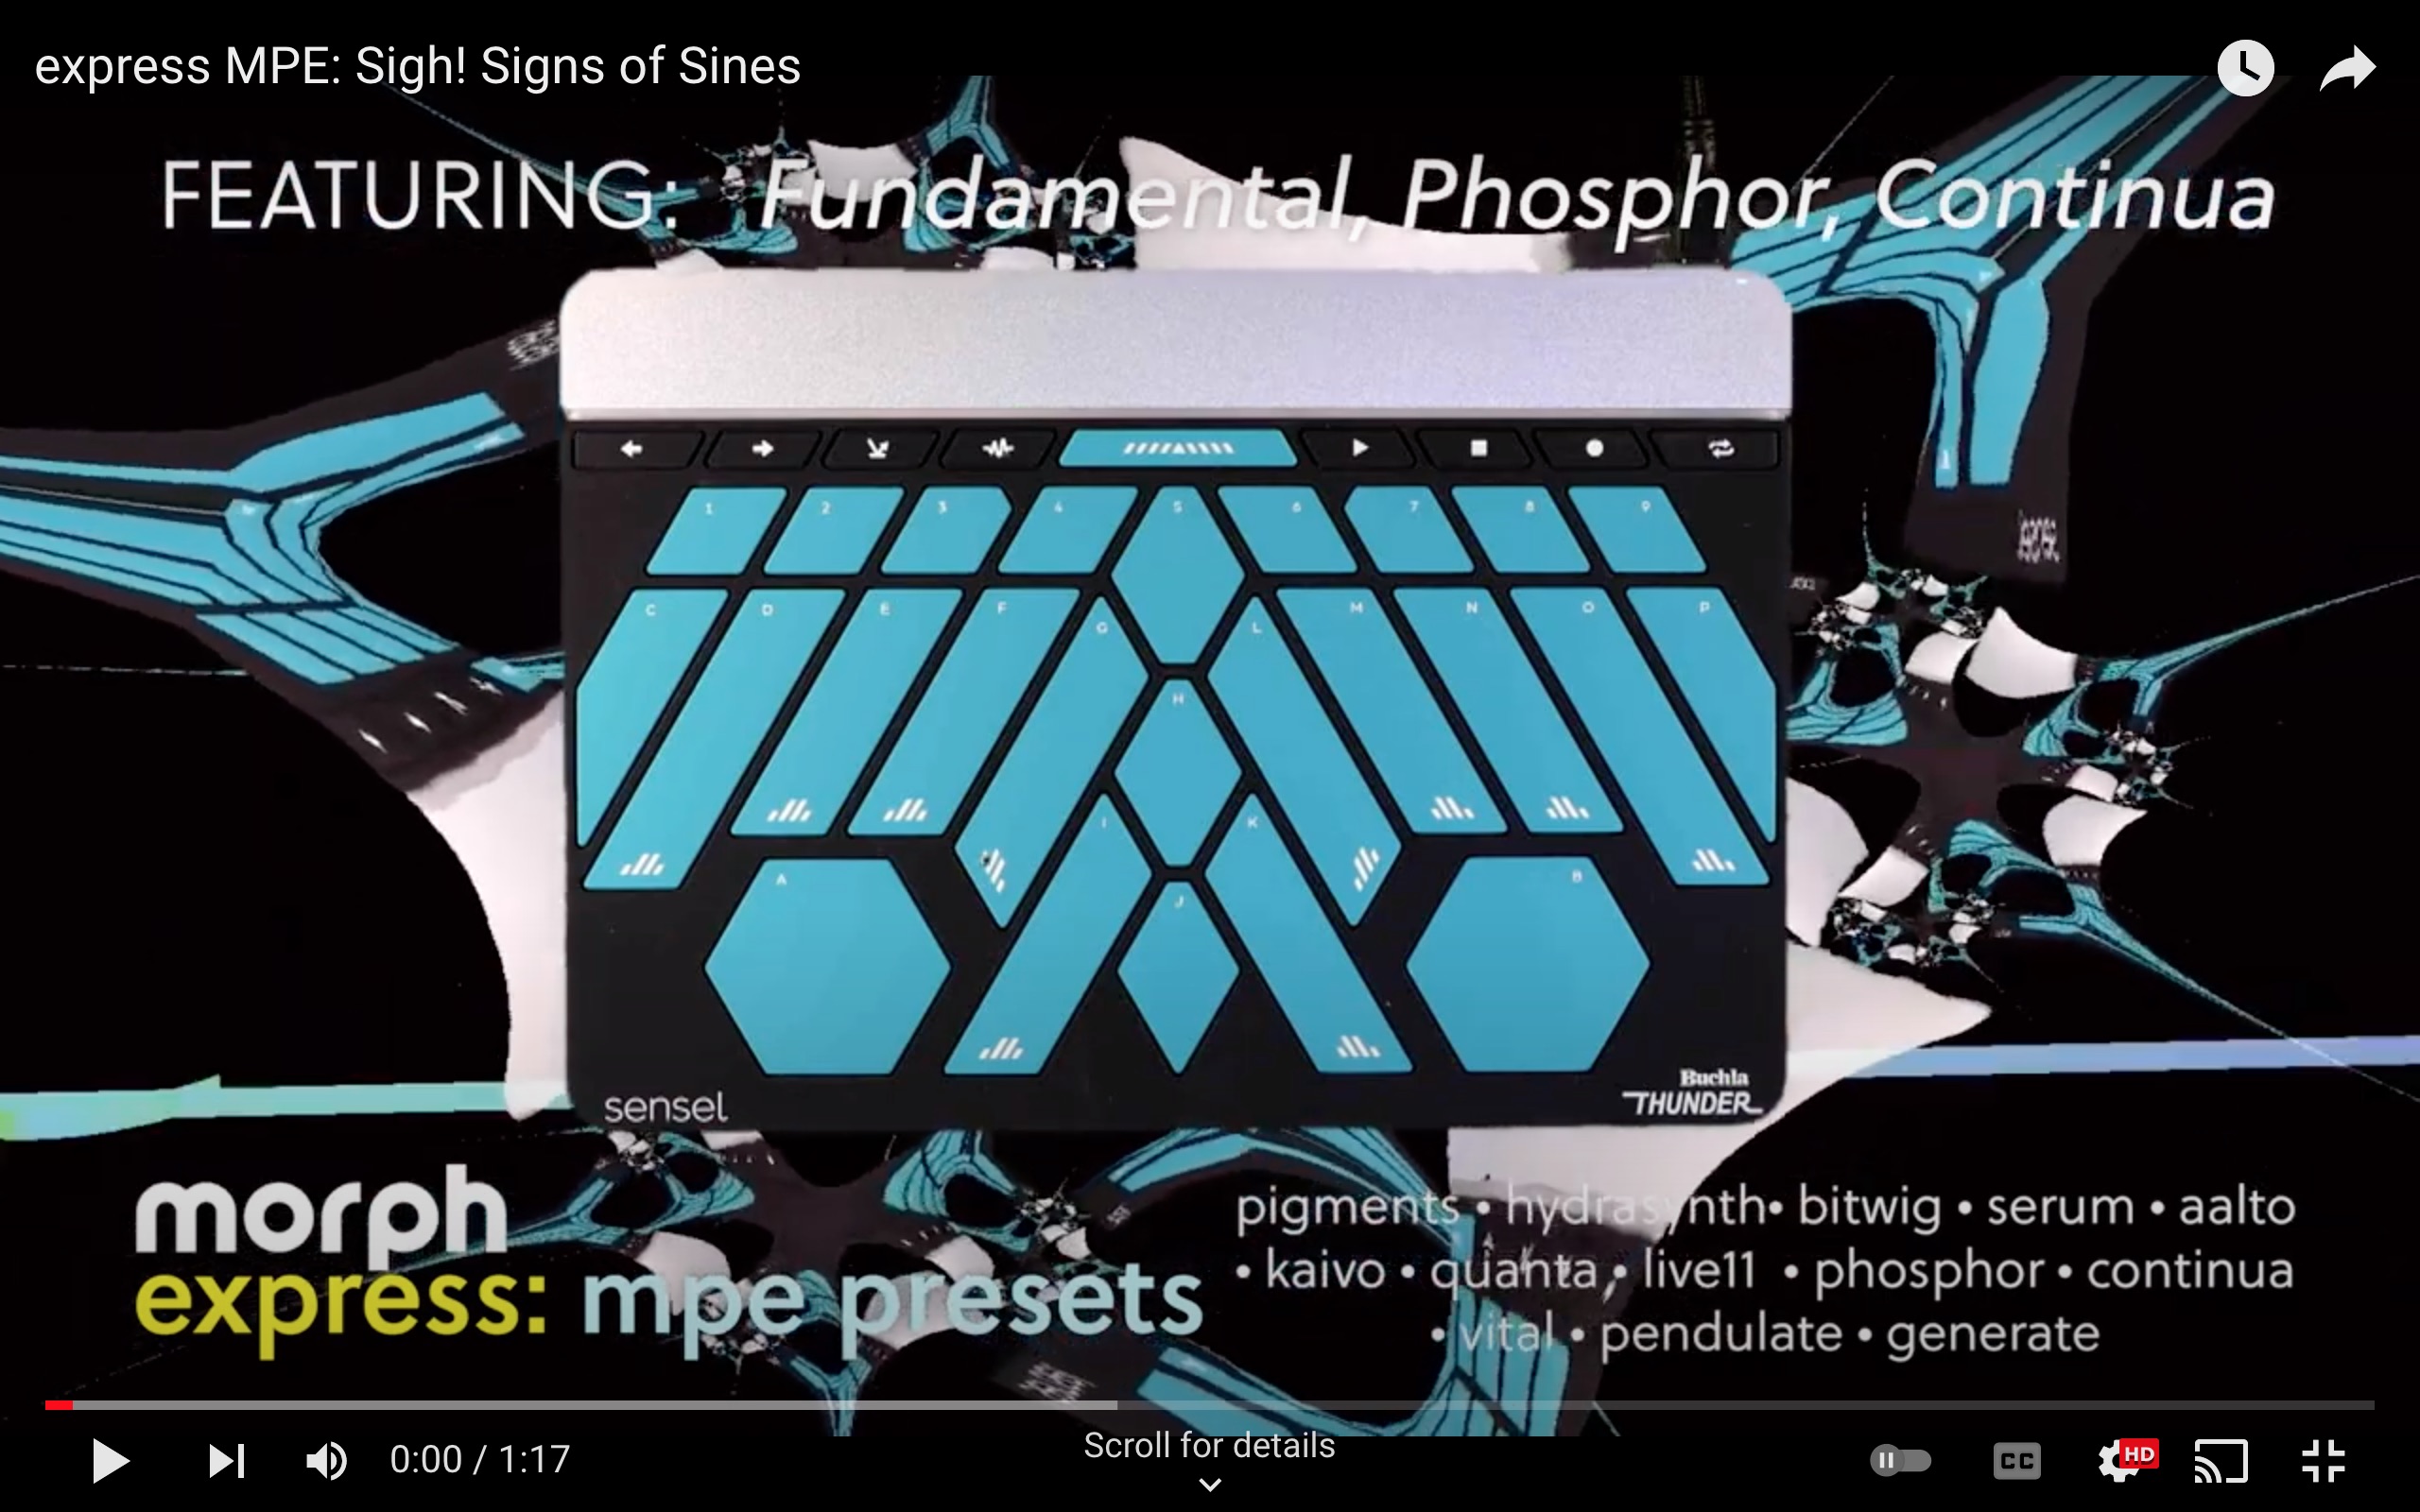 express MPE: Sigh! Signs of Sines
FEATURING: Fundamental, Phosphor, Continua
1 2 3 4 5 6 7 8 9
C D E F G L M N O P
H
I K
A J B
sensel
Buchla
THUNDER
morph
express: mpe presets
pigments • hydrasynth• bitwig • serum • aalto
• kaivo • quanta • live11 • phosphor • continua
• vital • pendulate • generate
0:00 / 1:17
Scroll for details
CC
HD